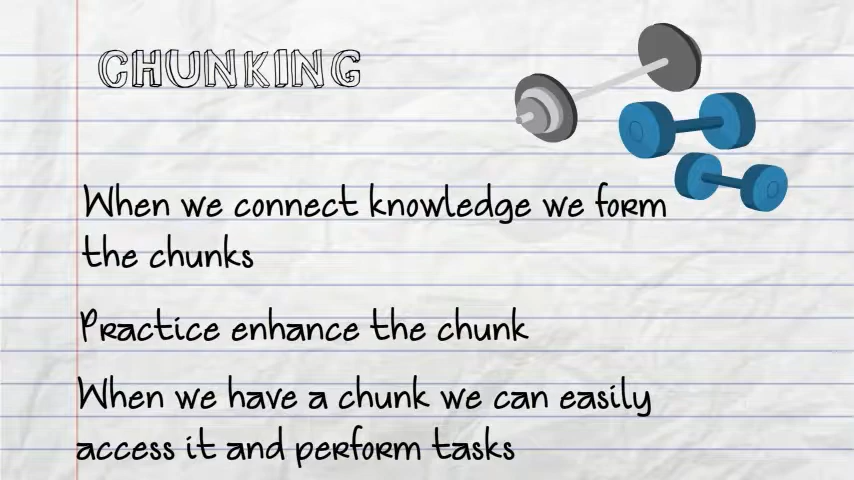 CHUNKING
When we connect knowledge we form
the chunks
Practice enhance the chunk
When we have a chunk we can easily
access it and perform tasks